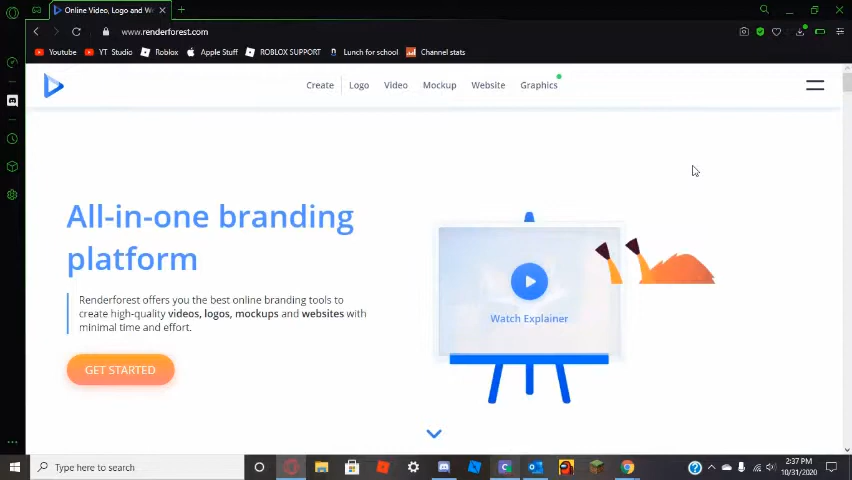 Online Video, Logo and W
www.renderforest.com
Youtube YT Studio Roblox Apple Stuff ROBLOX SUPPORT Lunch for school Channel stats
Create Logo Video Mockup Website Graphics
All-in-one branding
platform
Renderforest offers you the best online branding tools to
create high-quality videos, logos, mockups and websites with
minimal time and effort.
GET STARTED
Watch Explainer
Type here to search
2:37 PM
10/31/2020